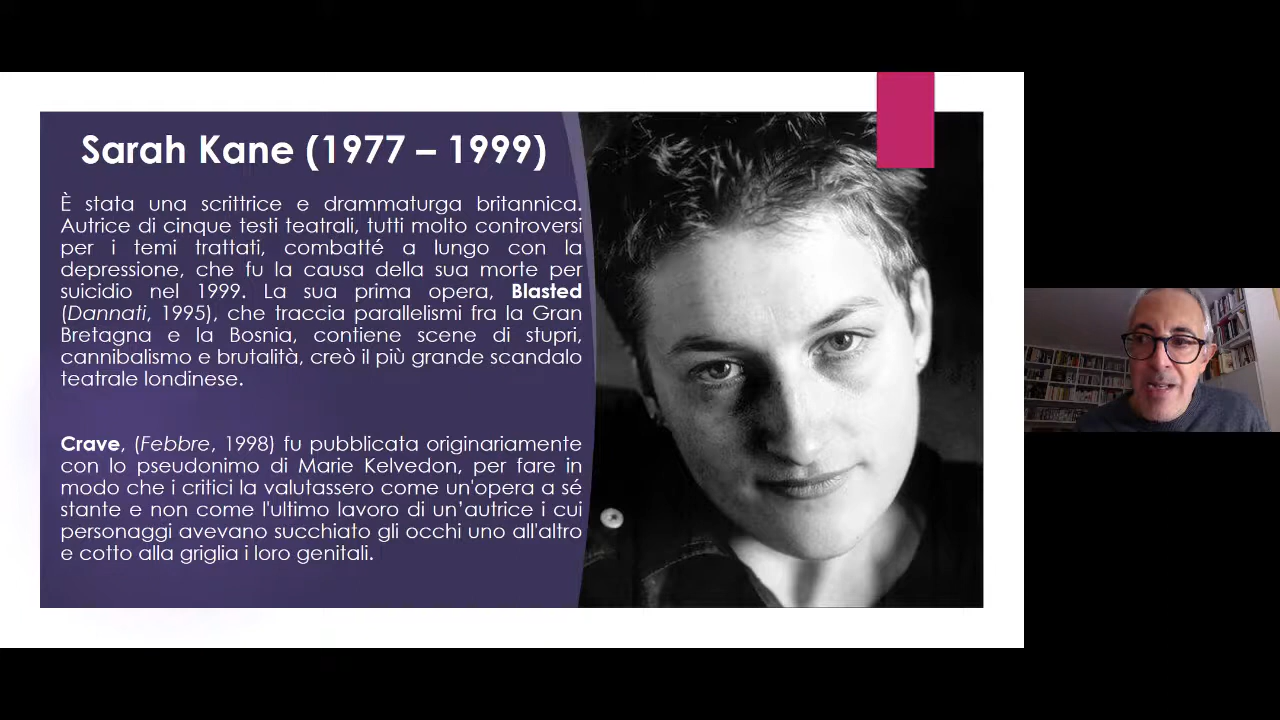 Sarah Kane (1977 – 1999)
È stata una scrittrice e drammaturga britannica.
Autrice di cinque testi teatrali, tutti molto controversi
per i temi trattati, combatté a lungo con la
depressione, che fu la causa della sua morte per
suicidio nel 1999. La sua prima opera, Blasted
(Dannati, 1995), che traccia parallelismi fra la Gran
Bretagna e la Bosnia, contiene scene di stupri,
cannibalismo e brutalità, creò il più grande scandalo
teatrale londinese.
Crave, (Febbre, 1998) fu pubblicata originariamente
con lo pseudonimo di Marie Kelvedon, per fare in
modo che i critici la valutassero come un'opera a sé
stante e non come l'ultimo lavoro di un’autrice i cui
personaggi avevano succhiato gli occhi uno all'altro
e cotto alla griglia i loro genitali.